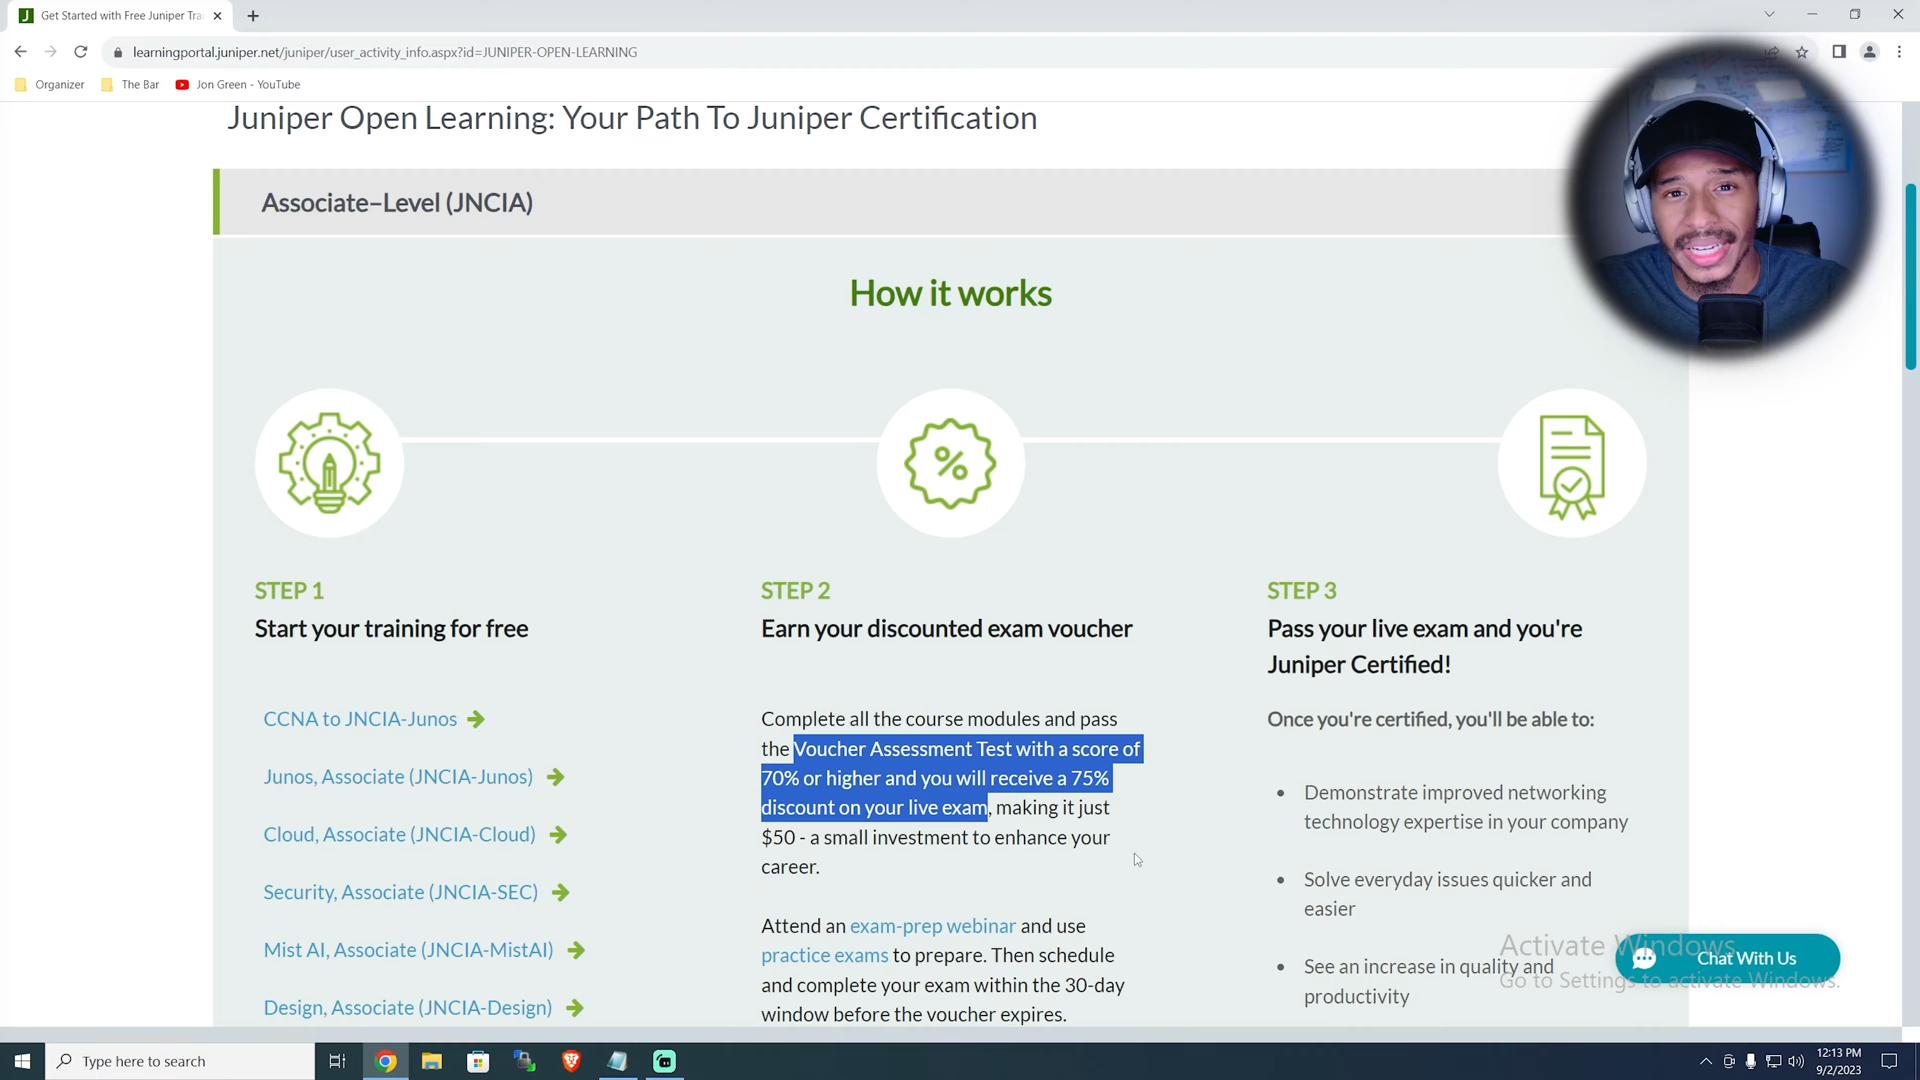 Get Started with Free Juniper Tra
learningportal.juniper.net/juniper/user_activity_info.aspx?id=JUNIPER-OPEN-LEARNING
Organizer
The Bar
Jon Green - YouTube
Juniper Open Learning: Your Path To Juniper Certification
Associate–Level (JNCIA)
How it works
%
STEP 1
Start your training for free
CCNA to JNCIA-Junos
Junos, Associate (JNCIA-Junos)
Cloud, Associate (JNCIA-Cloud)
Security, Associate (JNCIA-SEC)
Mist AI, Associate (JNCIA-MistAI)
Design, Associate (JNCIA-Design)
STEP 2
Earn your discounted exam voucher
Complete all the course modules and pass
the Voucher Assessment Test with a score of
70% or higher and you will receive a 75%
discount on your live exam, making it just
$50 - a small investment to enhance your
career.
Attend an exam-prep webinar and use
practice exams to prepare. Then schedule
and complete your exam within the 30-day
window before the voucher expires.
STEP 3
Pass your live exam and you're
Juniper Certified!
Once you're certified, you'll be able to:
• Demonstrate improved networking
technology expertise in your company
• Solve everyday issues quicker and
easier
• See an increase in quality and
productivity
Activate Windows
Go to Settings to activate Windows.
Chat With Us
Type here to search
12:13 PM
9/2/2023